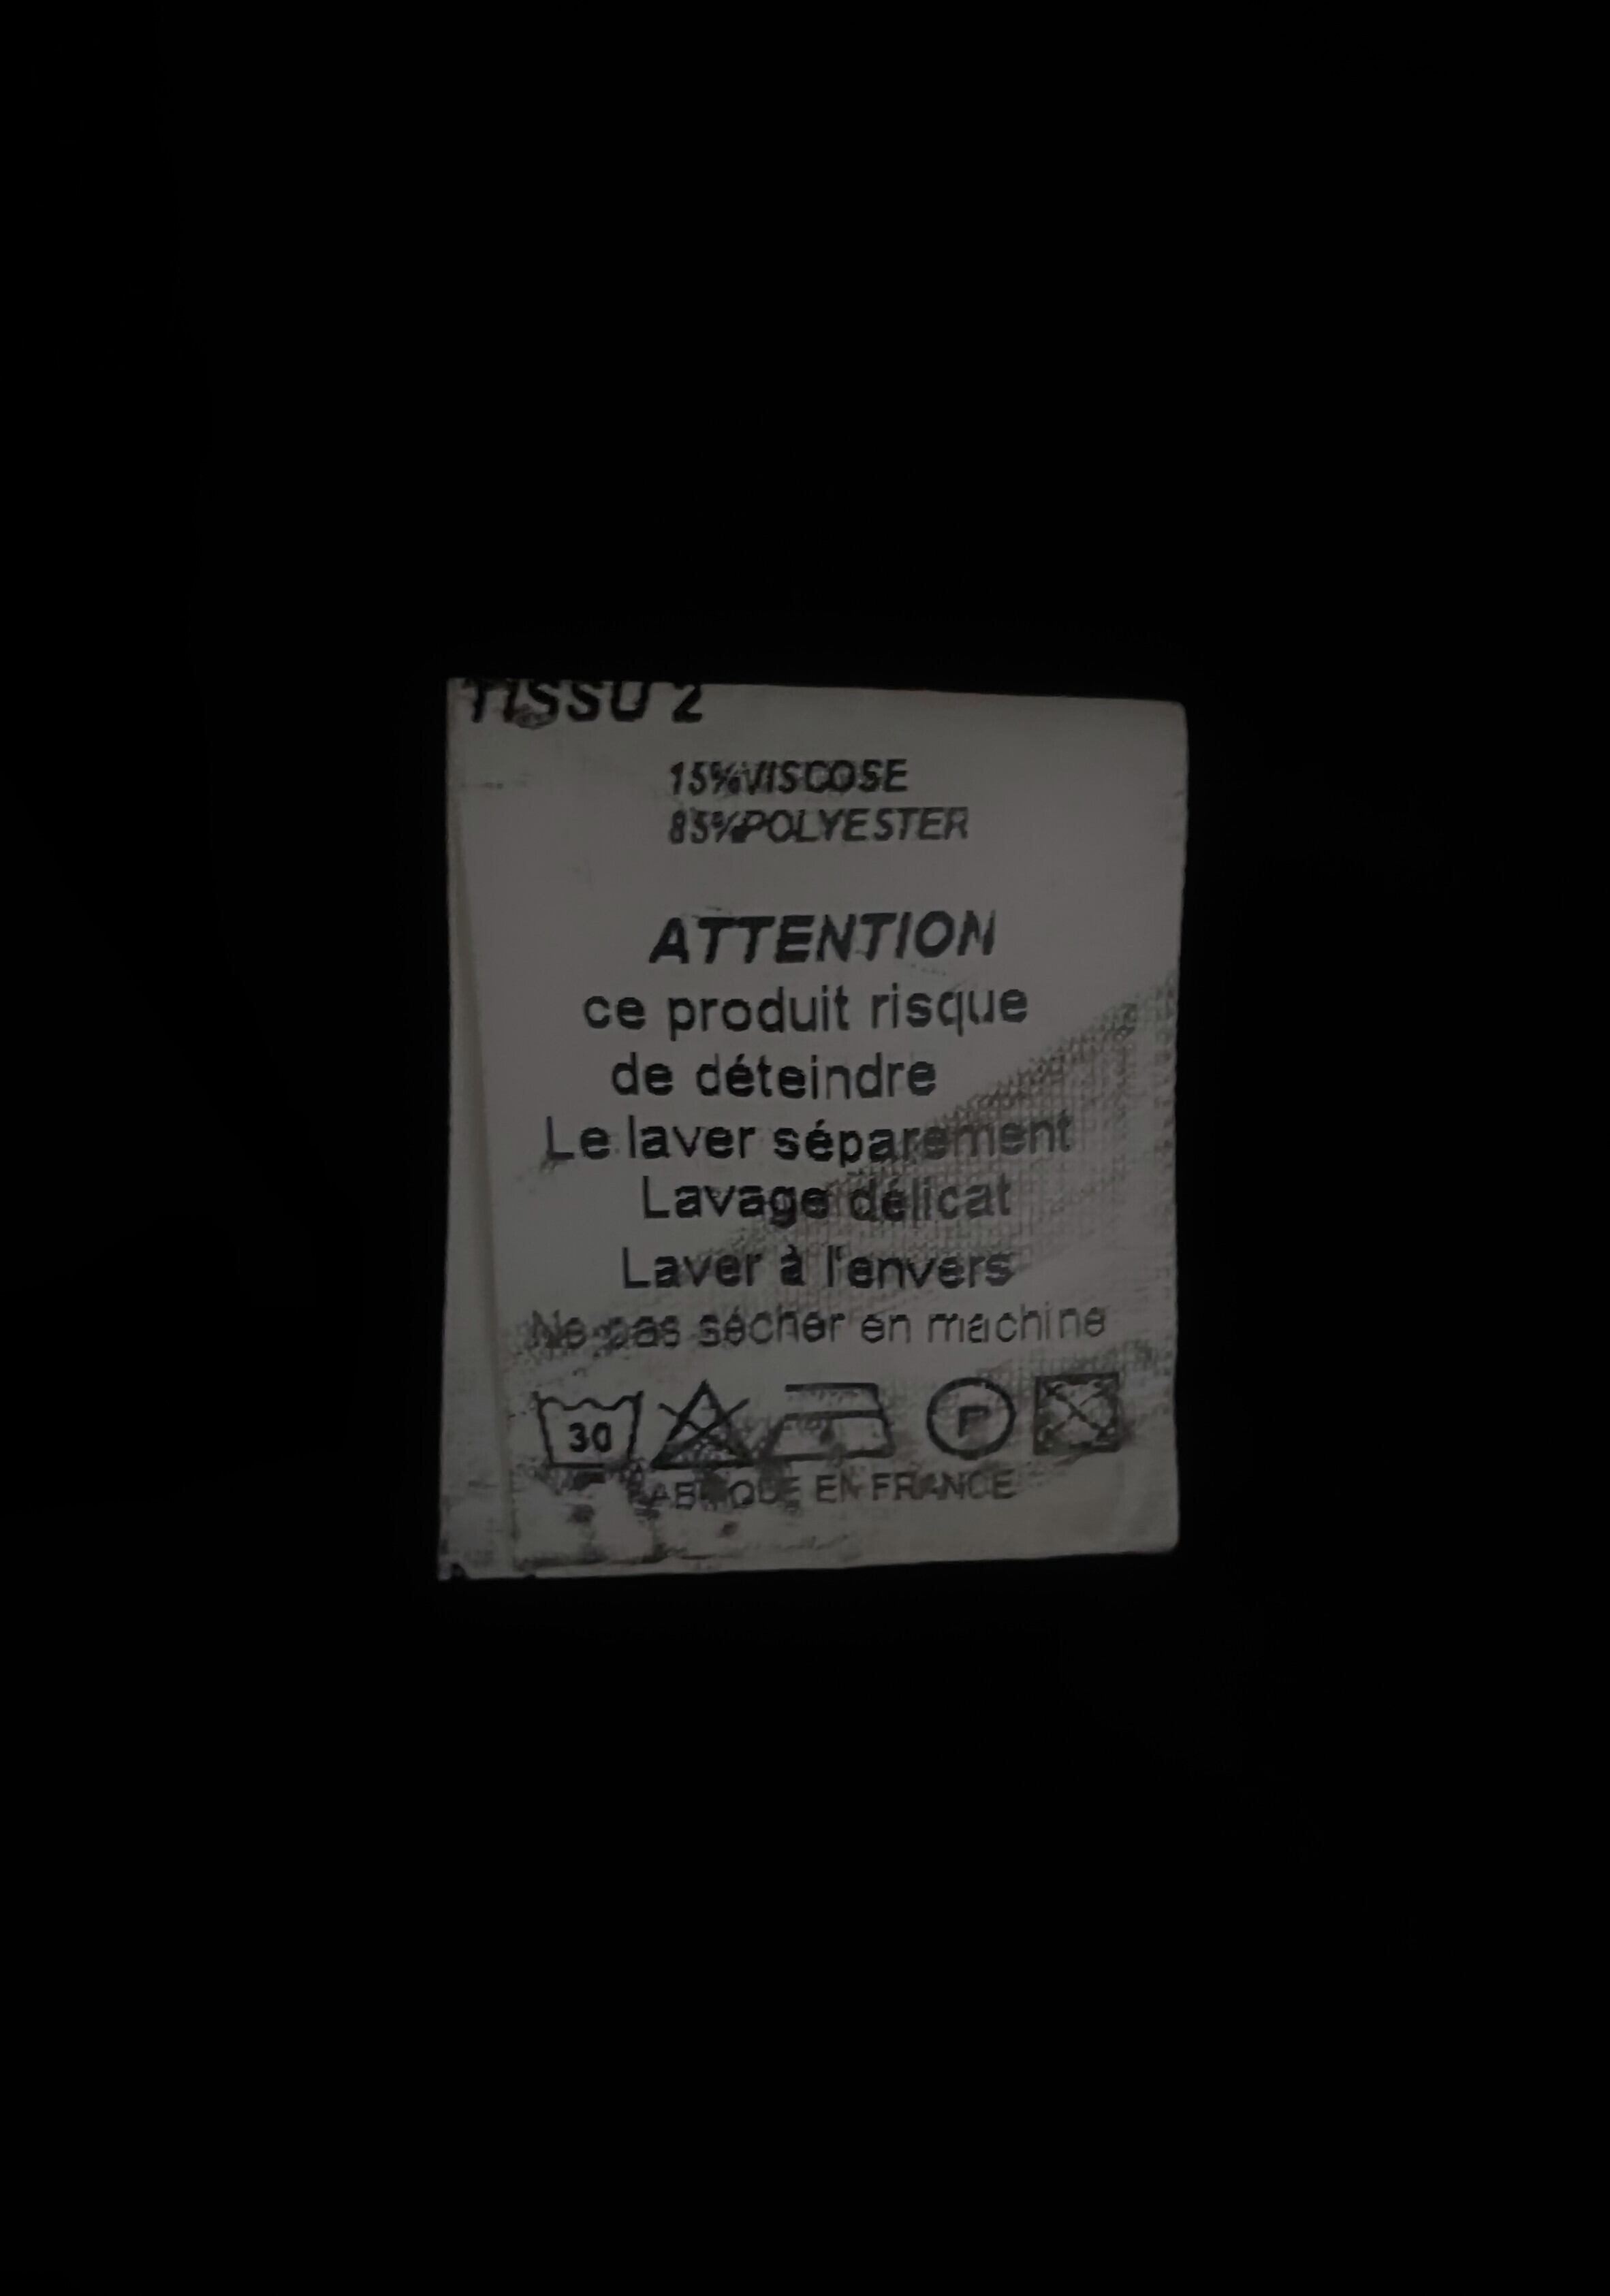 TISSU 2
15%VISCOSE
85%POLYESTER
ATTENTION
ce produit risque
de déteindre
Le laver séparement
Lavage délicat
Laver à l'envers
Ne pas sécher en machine
30 P
FABRIQUE EN FRANCE